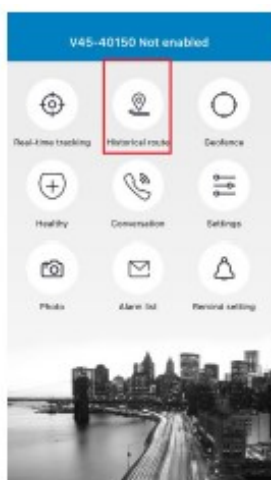 V45-40150 Not enabled
Real-time tracking
Historical route
Geofence
Healthy
Conversation
Settings
Photo
Alarm list
Remind setting